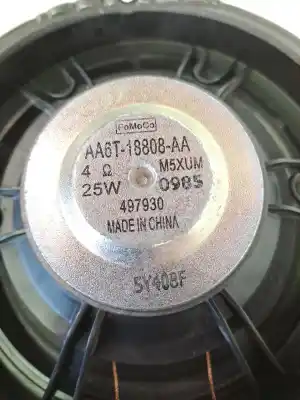 FoMoCo
AA6T-18808-AA
4 Ω M5XUM
25W 0985
497930
MADE IN CHINA
5Y408F